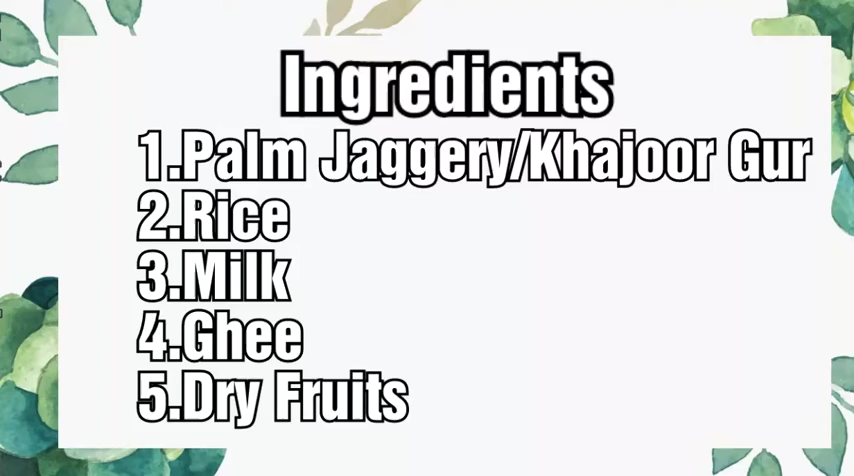 Ingredients
1.Palm Jaggery/Khajoor Gur
2.Rice
3.Milk
4.Ghee
5.Dry Fruits